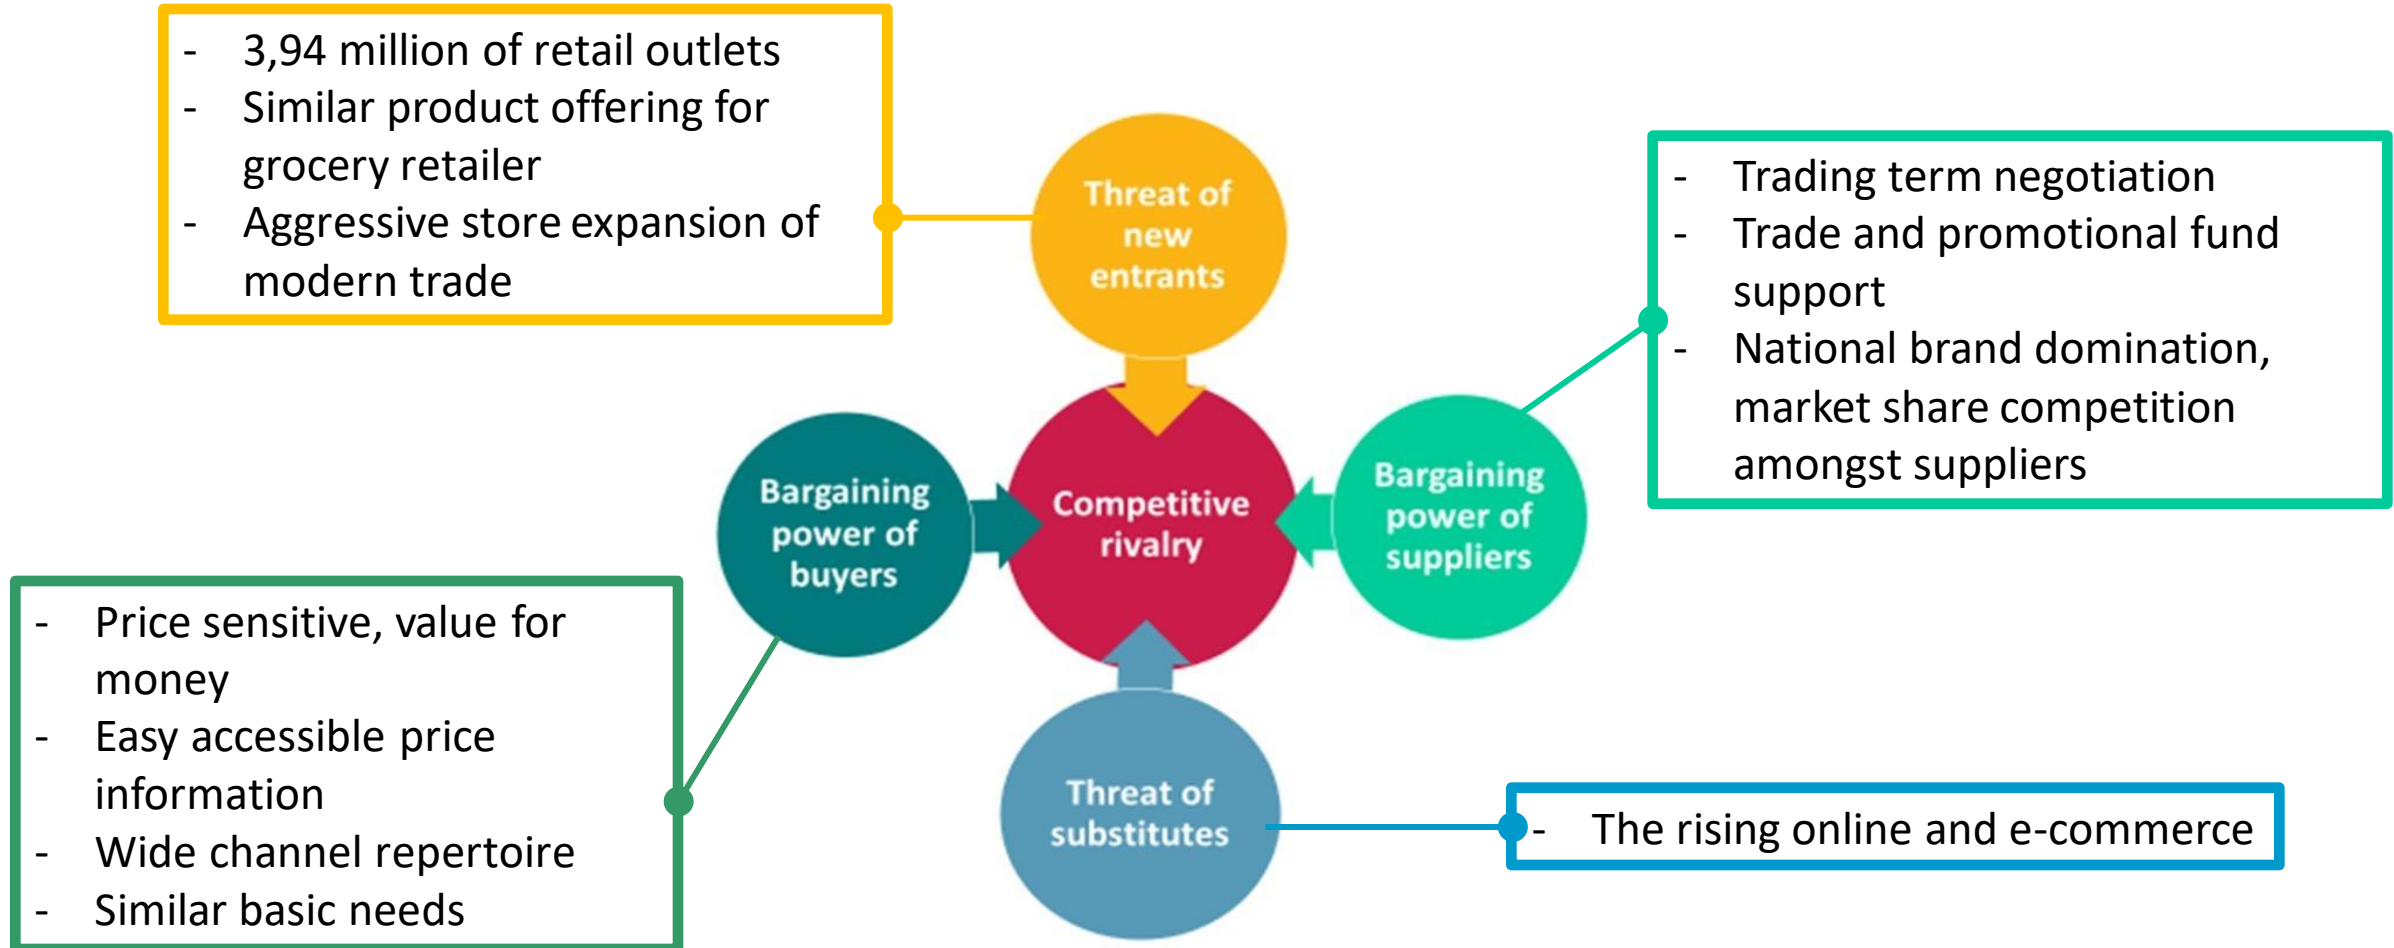 - 3,94 million of retail outlets
- Similar product offering for
grocery retailer
- Aggressive store expansion of
modern trade
Threat of
new
entrants
- Trading term negotiation
- Trade and promotional fund
support
- National brand domination,
market share competition
amongst suppliers
Bargaining
power of
buyers
Competitive
rivalry
Bargaining
power of
suppliers
- Price sensitive, value for
money
- Easy accessible price
information
- Wide channel repertoire
- Similar basic needs
Threat of
substitutes
- The rising online and e-commerce